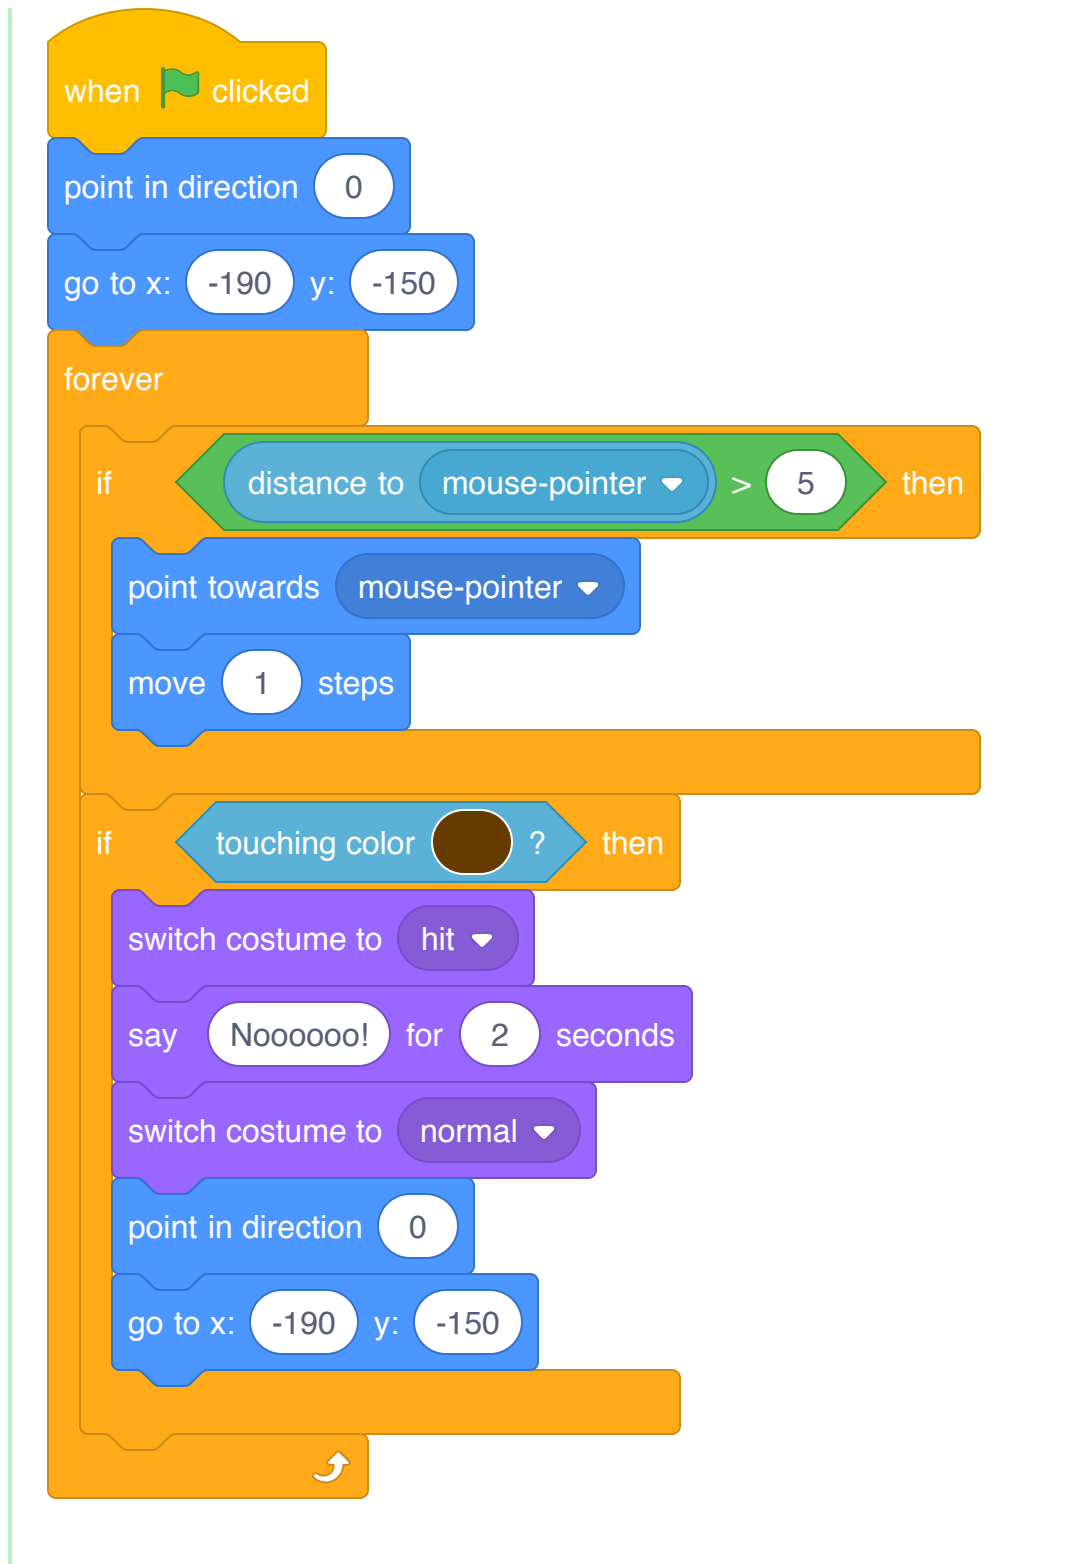 when clicked
point in direction 0
go to x: -190 y: -150
forever
if distance to mouse-pointer > 5 then
point towards mouse-pointer
move 1 steps
if touching color ? then
switch costume to hit
say Noooooo! for 2 seconds
switch costume to normal
point in direction 0
go to x: -190 y: -150